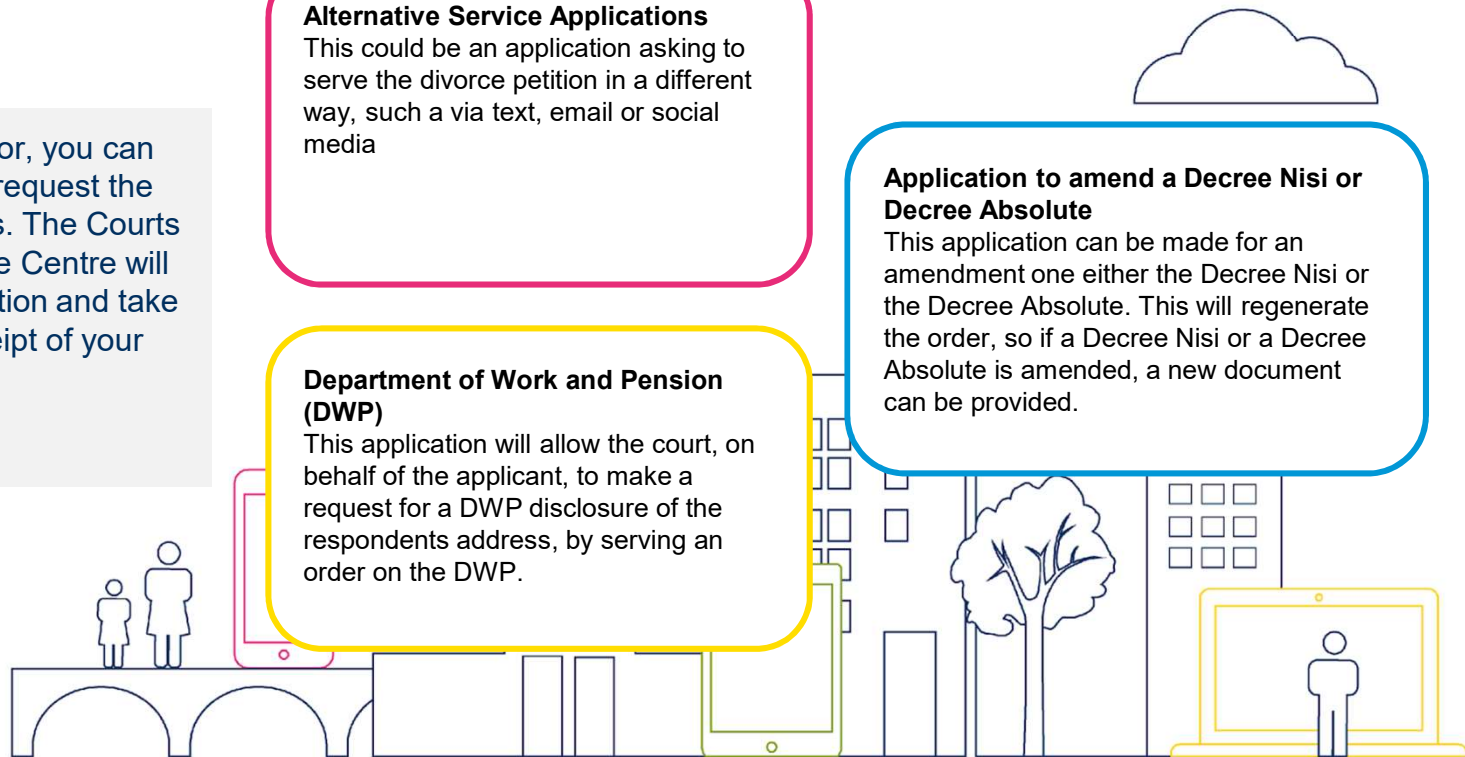 or, you can
request the
s. The Courts
e Centre will
tion and take
eipt of your
Alternative Service Applications
This could be an application asking to
serve the divorce petition in a different
way, such a via text, email or social
media
Department of Work and Pension
(DWP)
This application will allow the court, on
behalf of the applicant, to make a
request for a DWP disclosure of the
respondents address, by serving an
order on the DWP.
Application to amend a Decree Nisi or
Decree Absolute
This application can be made for an
amendment one either the Decree Nisi or
the Decree Absolute. This will regenerate
the order, so if a Decree Nisi or a Decree
Absolute is amended, a new document
can be provided.